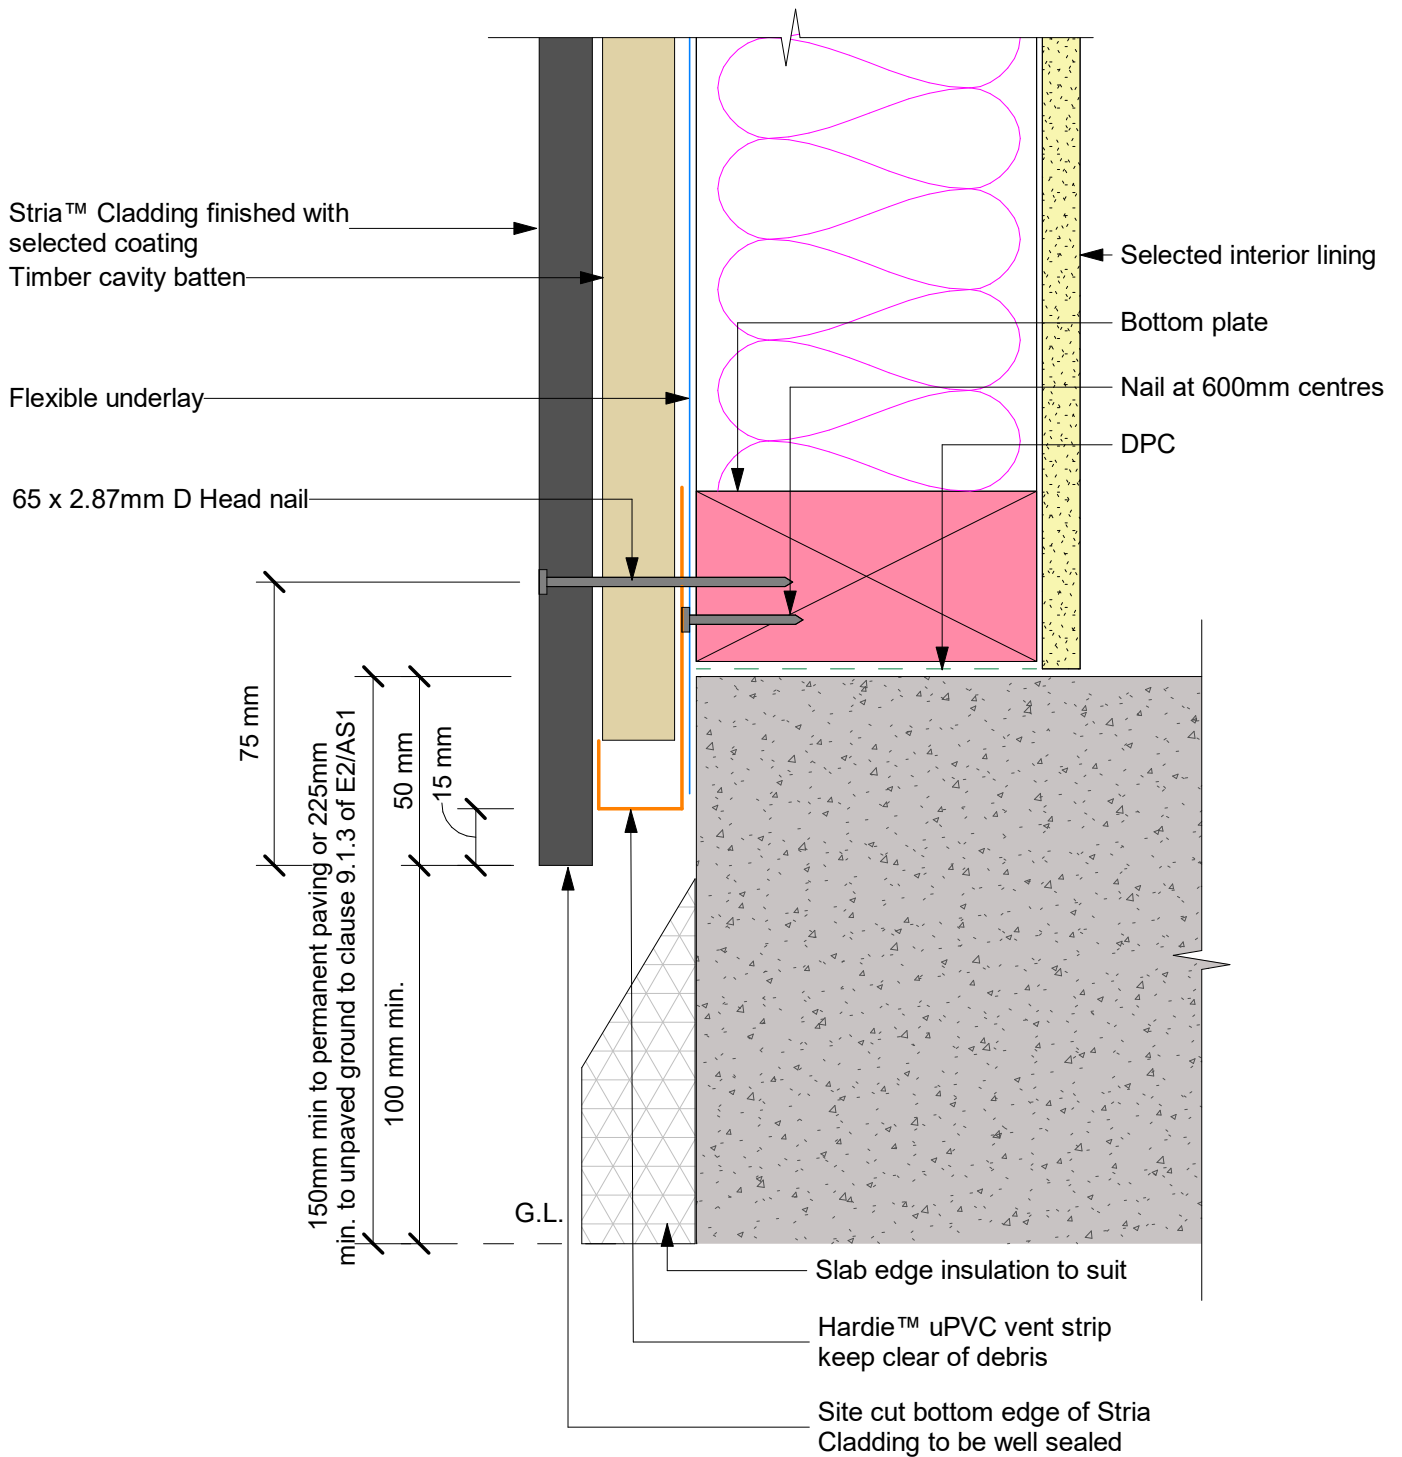 Stria™ Cladding finished with
selected coating
Timber cavity batten
Flexible underlay
65 x 2.87mm D Head nail
Selected interior lining
Bottom plate
Nail at 600mm centres
DPC
75 mm
150mm min to permanent paving or 225mm
min. to unpaved ground to clause 9.1.3 of E2/AS1
50 mm
15 mm
100 mm min.
G.L.
Slab edge insulation to suit
Hardie™ uPVC vent strip
keep clear of debris
Site cut bottom edge of Stria
Cladding to be well sealed